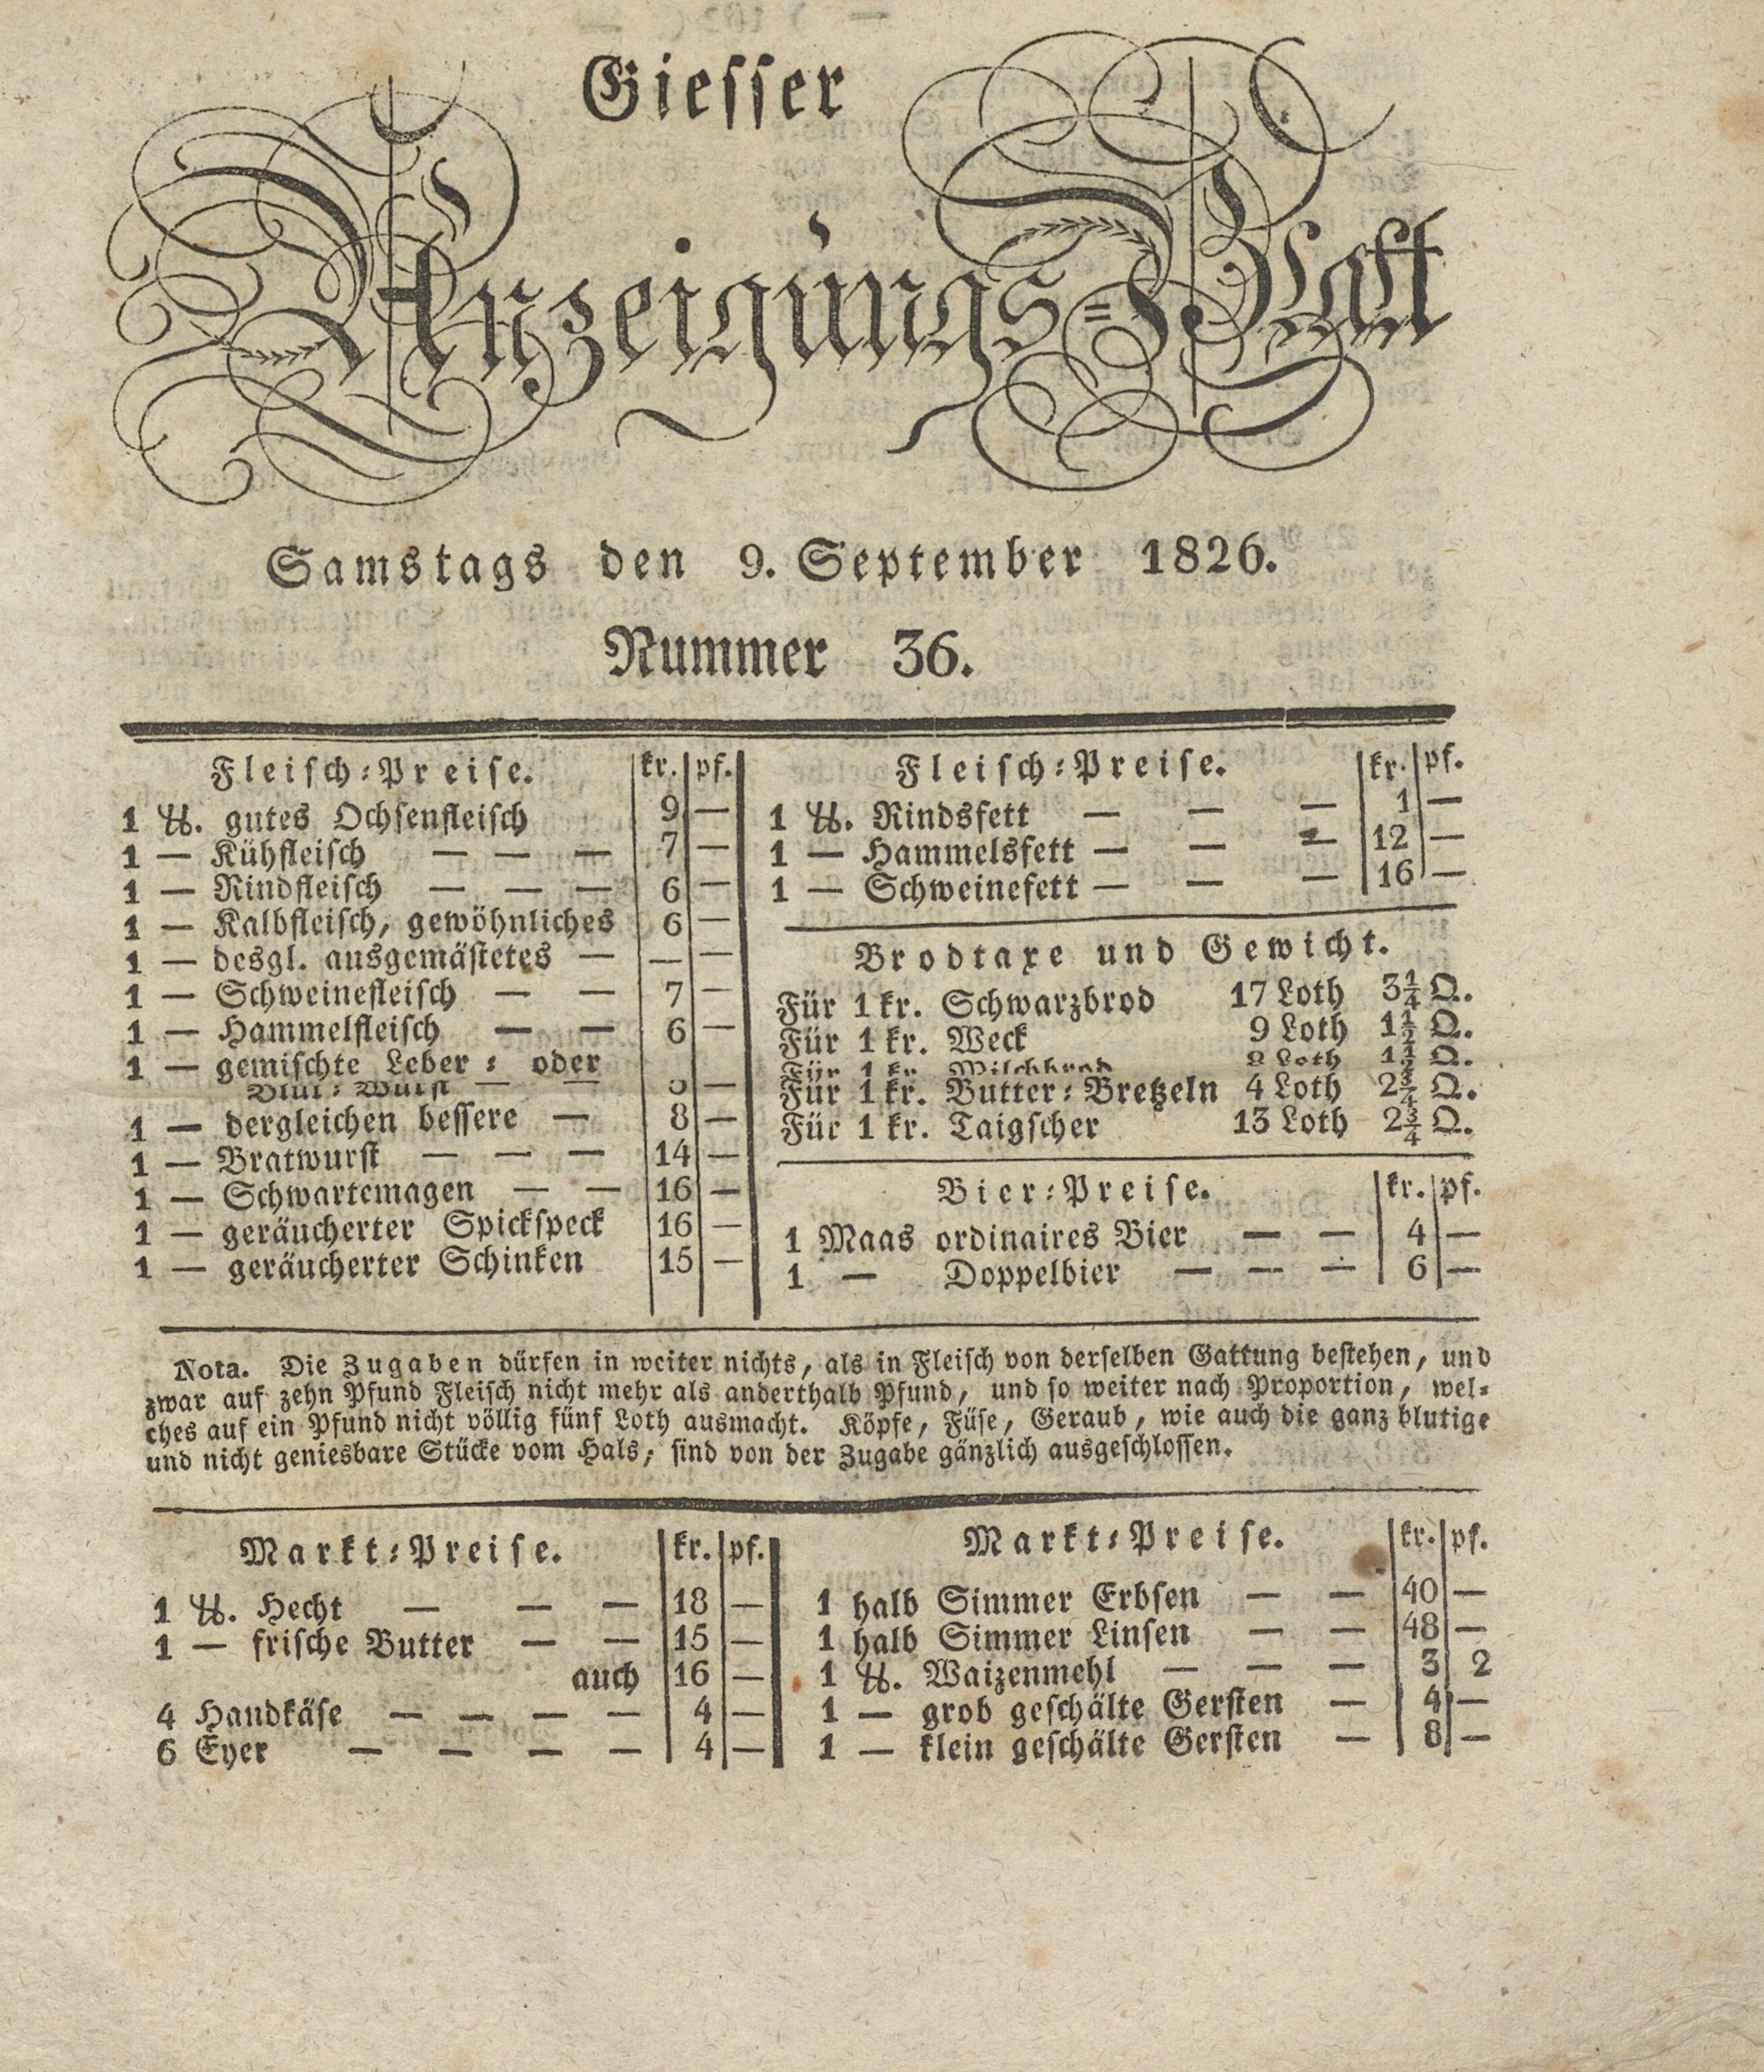 Giesser
Anzeigungs=Blatt
Samstags den 9. September 1826.
Nummer 36.
Fleisch=Preise. kr. pf.
1 ℔. gutes Ochsenfleisch 9 —
1 — Kühfleisch — — — 7 —
1 — Rindfleisch — — — 6 —
1 — Kalbfleisch, gewöhnliches 6 —
1 — desgl. ausgemästetes — — —
1 — Schweinefleisch — — 7 —
1 — Hammelfleisch — — 6 —
1 — gemischte Leber= oder
Blut=Wurst — — —
1 — dergleichen bessere — 8 —
1 — Bratwurst — — — 14 —
1 — Schwartemagen — — 16 —
1 — geräucherter Spickspeck 16 —
1 — geräucherter Schinken 15 —
Fleisch=Preise. kr. pf.
1 ℔. Rindsfett — — — 1 —
1 — Hammelsfett — — — 12 —
1 — Schweinefett — — — 16 —
Brodtaxe und Gewicht.
Für 1 kr. Schwarzbrod 17 Loth 3¼ Q.
Für 1 kr. Weck 9 Loth 1½ Q.
Für 1 kr. Milchbrod 8 Loth 1½ Q.
Für 1 kr. Butter=Bretzeln 4 Loth 2¾ Q.
Für 1 kr. Taigscher 13 Loth 2¾ Q.
Bier=Preise. kr. pf.
1 Maas ordinaires Bier — — 4 —
1 — Doppelbier — — — 6 —
Nota. Die Zugaben dürfen in weiter nichts, als in Fleisch von derselben Gattung bestehen, und
zwar auf zehn Pfund Fleisch nicht mehr als anderthalb Pfund, und so weiter nach Proportion, wel=
ches auf ein Pfund nicht völlig fünf Loth ausmacht. Köpfe, Füse, Geraub, wie auch die ganz blutige
und nicht geniesbare Stücke vom Hals, sind von der Zugabe gänzlich ausgeschlossen.
Markt=Preise. kr. pf.
1 ℔. Hecht — — — 18 —
1 — frische Butter — — 15 —
auch 16 —
4 Handkäse — — — — 4 —
6 Eyer — — — — 4 —
Markt=Preise. kr. pf.
1 halb Simmer Erbsen — — 40 —
1 halb Simmer Linsen — — 48 —
1 ℔. Waizenmehl — — — 3 2
1 — grob geschälte Gersten — 4 —
1 — klein geschälte Gersten — 8 —